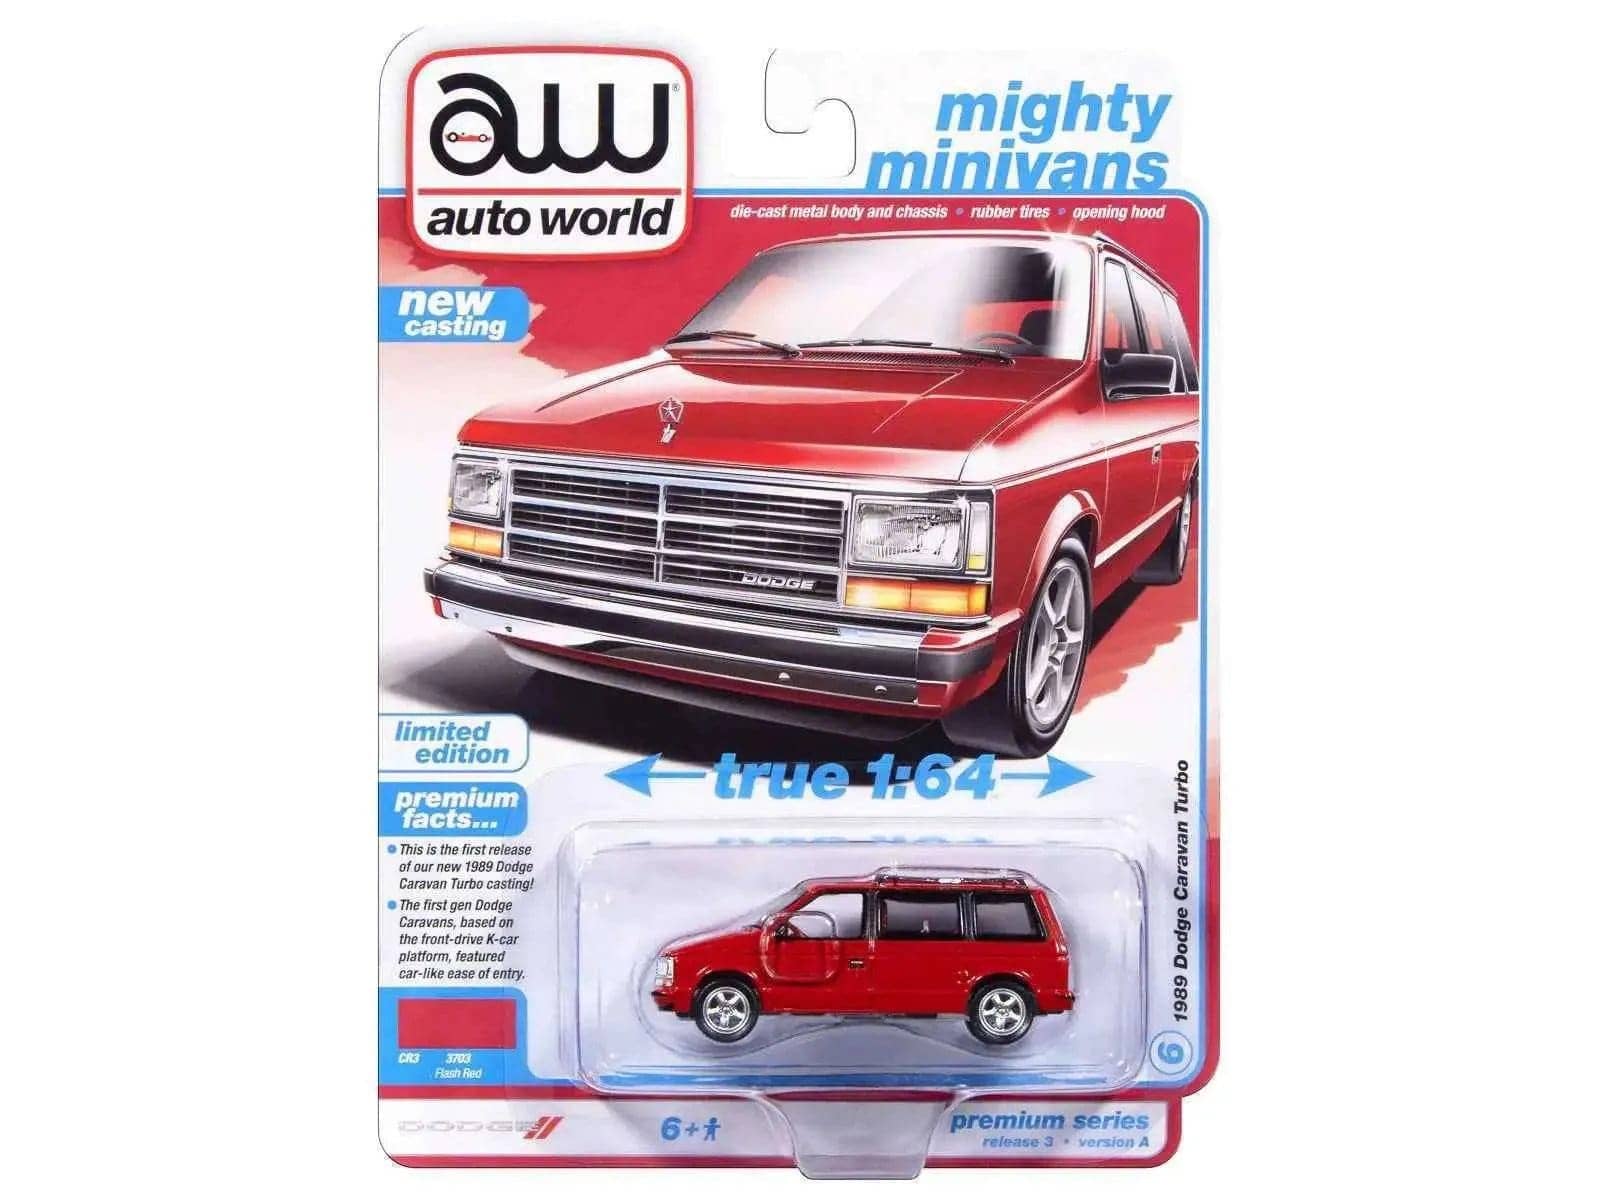 aw®
auto world
mighty
minivans
die-cast metal body and chassis • rubber tires • opening hood
new
casting
DODGE
limited
edition
true 1:64
premium
facts...
• This is the first release
of our new 1989 Dodge
Caravan Turbo casting!
• The first gen Dodge
Caravans, based on
the front-drive K-car
platform, featured
car-like ease of entry.
CR3 3703
Flash Red
1989 Dodge Caravan Turbo
6
DODGE
6+
premium series
release 3 • version A